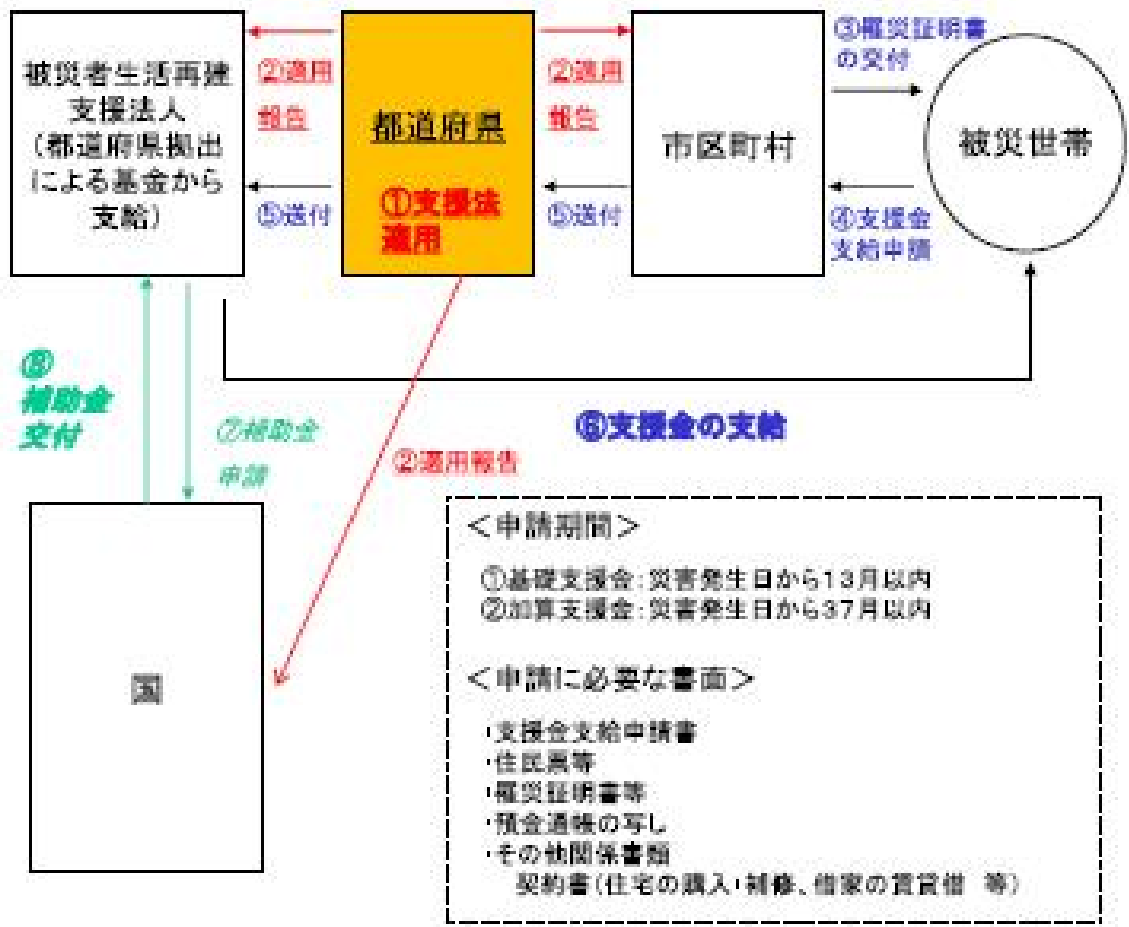 被災者生活再建
支援法人
（都道府県拠出
による基金から
支給）
②適用
報告
⑤送付
都道府県
①支援法
適用
②適用
報告
⑤送付
市区町村
③罹災証明書
の交付
④支援金
支給申請
被災世帯
⑧
補助金
交付
⑦補助金
申請
②適用報告
⑥支援金の支給
国
＜申請期間＞
①基礎支援金：災害発生日から13月以内
②加算支援金：災害発生日から37月以内
＜申請に必要な書面＞
・支援金支給申請書
・住民票等
・罹災証明書等
・預金通帳の写し
・その他関係書類
契約書（住宅の購入・補修、借家の賃貸借 等）